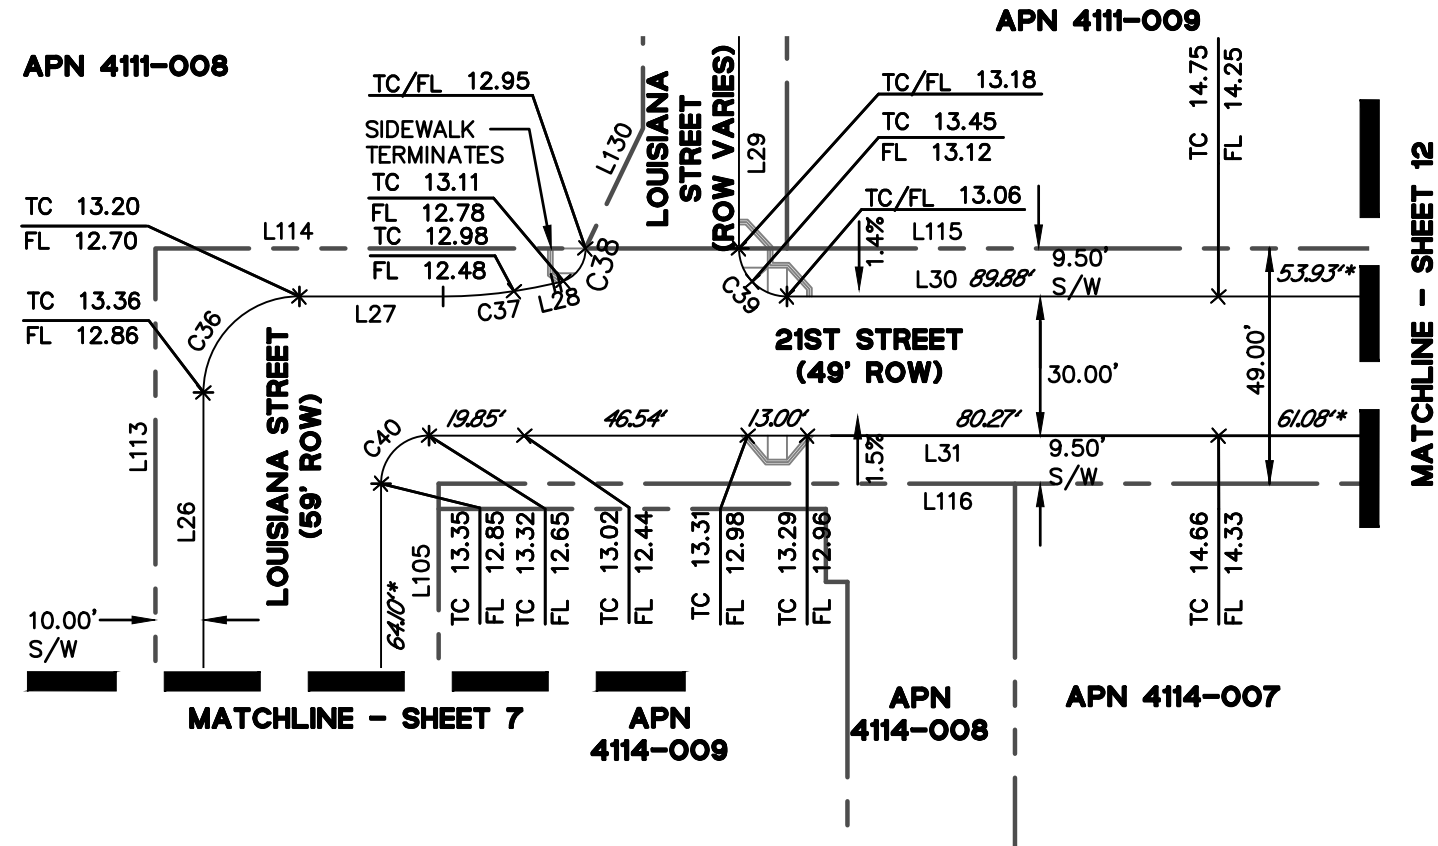 APN 4111-009
APN 4111-008
TC/FL 12.95
SIDEWALK
TERMINATES
TC 13.11
FL 12.78
TC 12.98
FL 12.48
TC 13.20
FL 12.70
TC 13.36
FL 12.86
L114
L130
LOUISIANA
STREET
(ROW VARIES)
L29
TC/FL 13.18
TC 13.45
FL 13.12
TC/FL 13.06
TC 14.75
FL 14.25
1.4%
L115
9.50'
S/W
L30
89.88'
53.93'*
MATCHLINE - SHEET 12
C36
L27
C37
L28
C38
C39
21ST STREET
(49' ROW)
30.00'
49.00'
LOUISIANA STREET
(59' ROW)
L113
L26
C40
19.85'
46.54'
13.00'
80.27'
61.08'*
1.5%
L31
9.50'
S/W
L116
L105
64.10'*
TC 13.35
FL 12.85
TC 13.32
FL 12.65
TC 13.02
FL 12.44
TC 13.31
FL 12.98
TC 13.29
FL 12.96
TC 14.66
FL 14.33
10.00'
S/W
MATCHLINE - SHEET 7
APN
4114-009
APN
4114-008
APN 4114-007